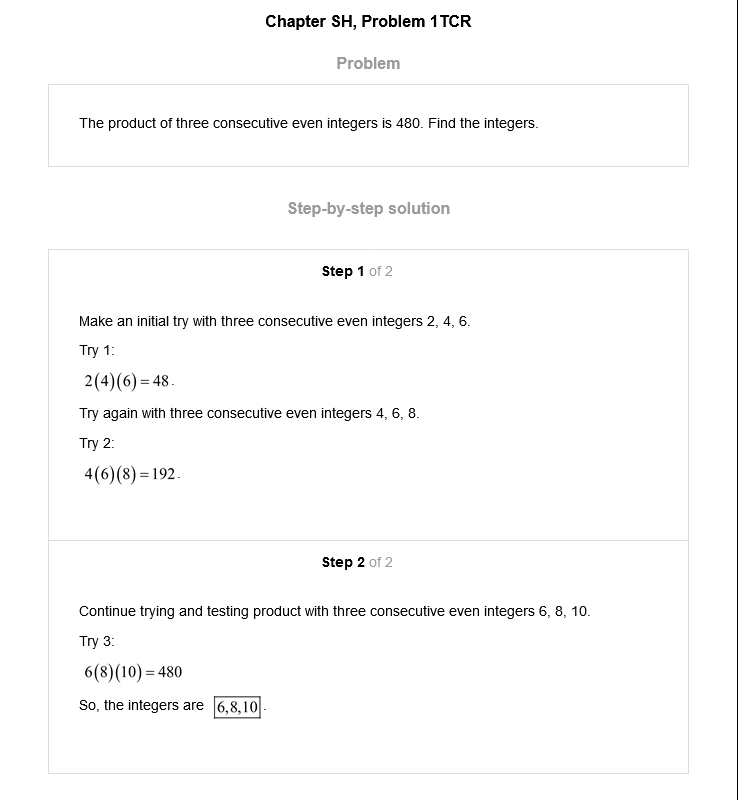 Chapter SH, Problem 1TCR
Problem
The product of three consecutive even integers is 480. Find the integers.
Step-by-step solution
Step 1 of 2
Make an initial try with three consecutive even integers 2, 4, 6.
Try 1:
2(4)(6) = 48.
Try again with three consecutive even integers 4, 6, 8.
Try 2:
4(6)(8) = 192.
Step 2 of 2
Continue trying and testing product with three consecutive even integers 6, 8, 10.
Try 3:
6(8)(10) = 480
So, the integers are 6,8,10.